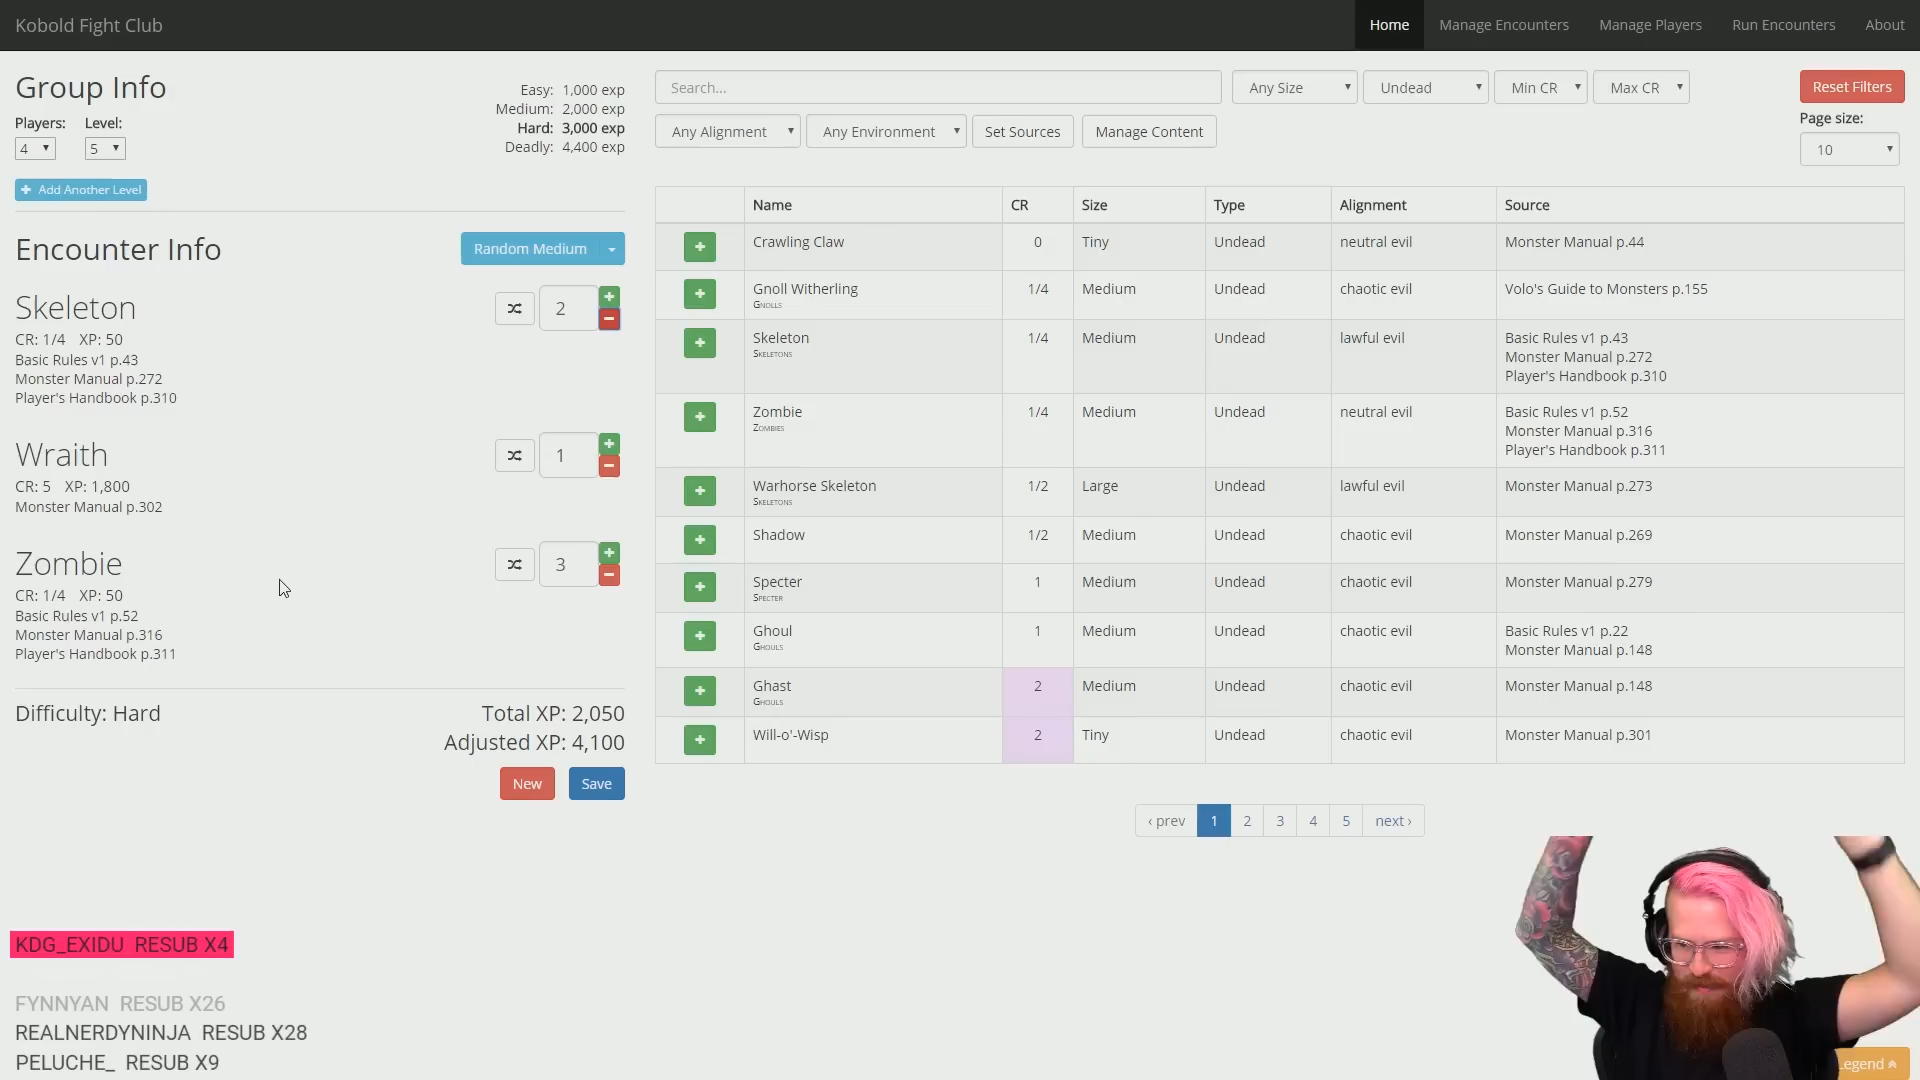 Kobold Fight Club
Home
Manage Encounters
Manage Players
Run Encounters
About
Group Info
Players: Level:
4
5
Add Another Level
Easy: 1,000 exp
Medium: 2,000 exp
Hard: 3,000 exp
Deadly: 4,400 exp
Encounter Info
Random Medium
Skeleton
CR: 1/4 XP: 50
Basic Rules v1 p.43
Monster Manual p.272
Player's Handbook p.310
2
Wraith
CR: 5 XP: 1,800
Monster Manual p.302
1
Zombie
CR: 1/4 XP: 50
Basic Rules v1 p.52
Monster Manual p.316
Player's Handbook p.311
3
Difficulty: Hard
Total XP: 2,050
Adjusted XP: 4,100
New
Save
Search...
Any Size
Undead
Min CR
Max CR
Reset Filters
Any Alignment
Any Environment
Set Sources
Manage Content
Page size:
10
Name CR Size Type Alignment Source
Crawling Claw 0 Tiny Undead neutral evil Monster Manual p.44
Gnoll Witherling 1/4 Medium Undead chaotic evil Volo's Guide to Monsters p.155
Gnolls
Skeleton 1/4 Medium Undead lawful evil Basic Rules v1 p.43
Skeletons
Monster Manual p.272
Player's Handbook p.310
Zombie 1/4 Medium Undead neutral evil Basic Rules v1 p.52
Zombies
Monster Manual p.316
Player's Handbook p.311
Warhorse Skeleton 1/2 Large Undead lawful evil Monster Manual p.273
Skeletons
Shadow 1/2 Medium Undead chaotic evil Monster Manual p.269
Specter 1 Medium Undead chaotic evil Monster Manual p.279
Specter
Ghoul 1 Medium Undead chaotic evil Basic Rules v1 p.22
Ghouls
Monster Manual p.148
Ghast 2 Medium Undead chaotic evil Monster Manual p.148
Ghouls
Will-o'-Wisp 2 Tiny Undead chaotic evil Monster Manual p.301
‹ prev 1 2 3 4 5 next ›
KDG_EXIDU RESUB X4
FYNNYAN RESUB X26
REALNERDYNINJA RESUB X28
PELUCHE_ RESUB X9
Legend